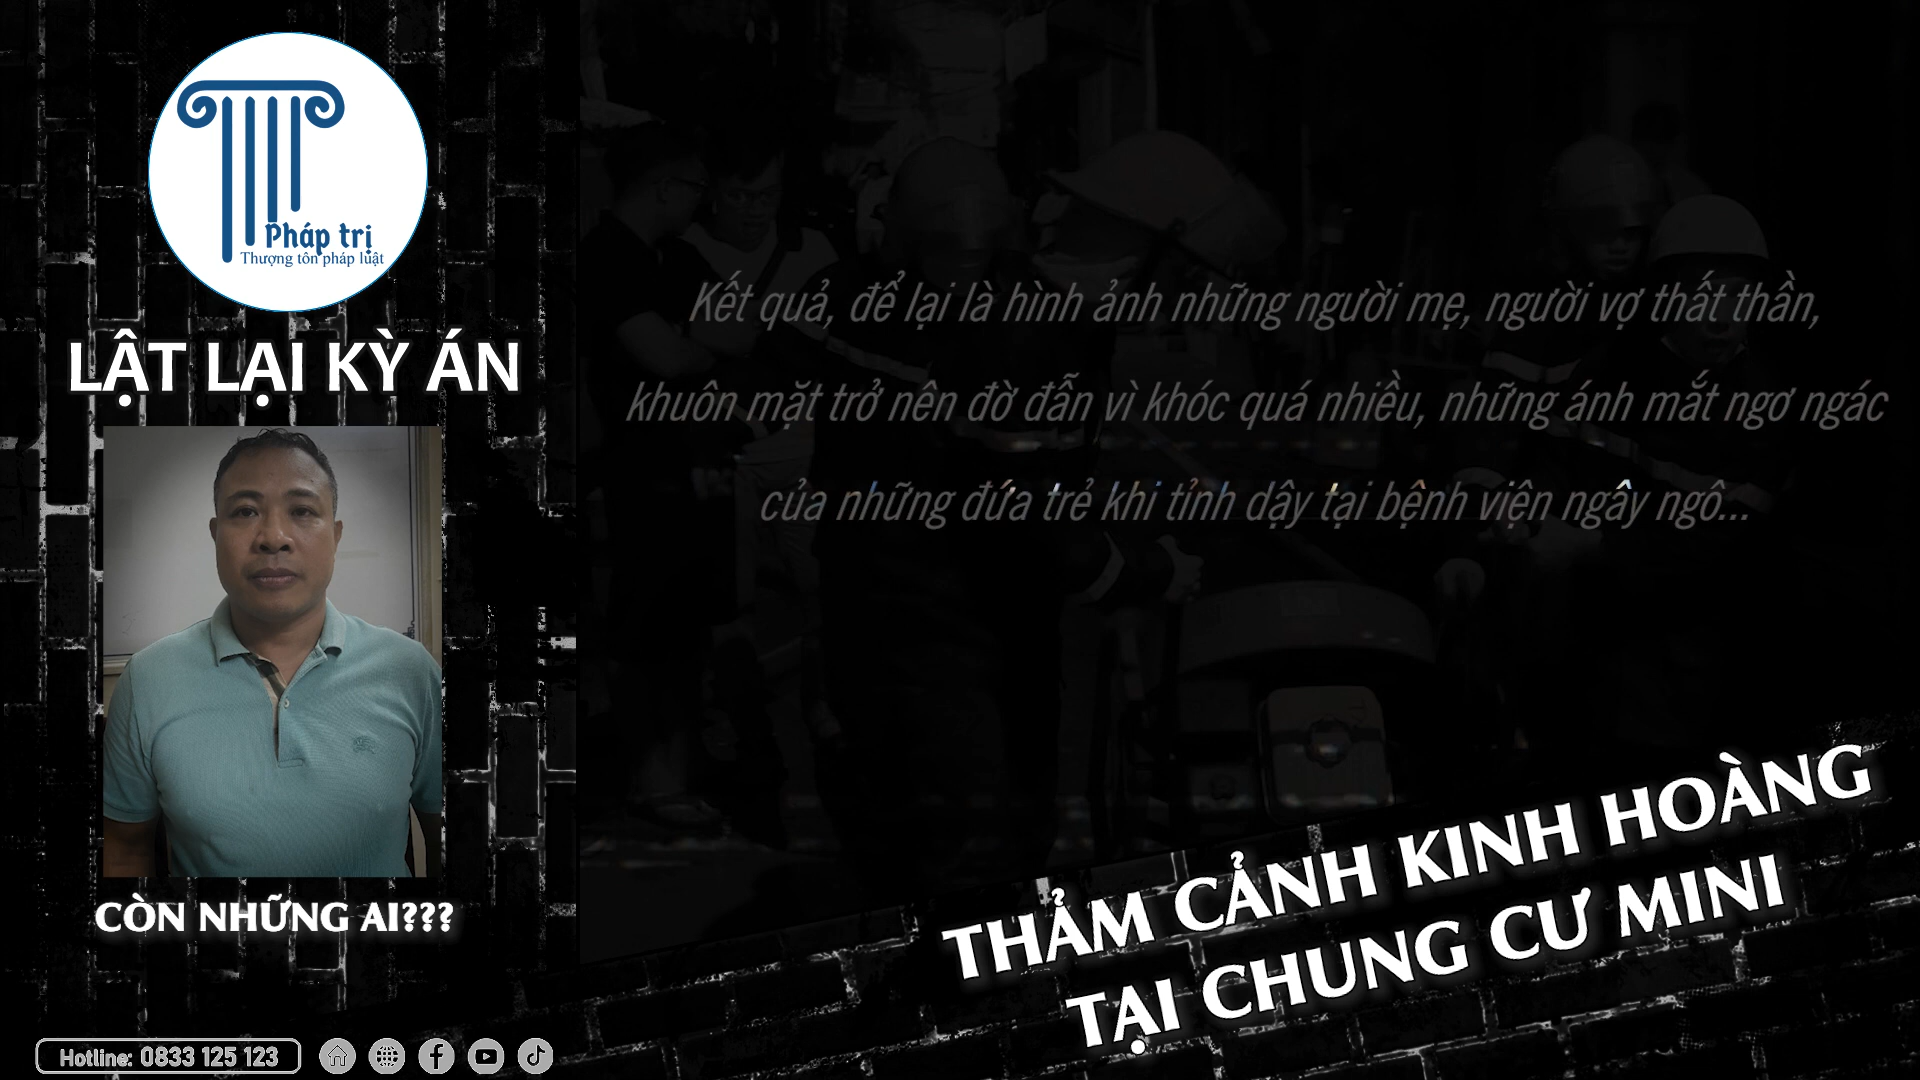 Pháp trị
Thượng tôn pháp luật
LẬT LẠI KỲ ÁN
CÒN NHỮNG AI???
Hotline: 0833 125 123
Kết quả, để lại là hình ảnh những người mẹ, người vợ thất thần,
khuôn mặt trở nên đờ đẫn vì khóc quá nhiều, những ánh mắt ngơ ngác
của những đứa trẻ khi tỉnh dậy tại bệnh viện ngây ngô...
THẢM CẢNH KINH HOÀNG
TẠI CHUNG CƯ MINI